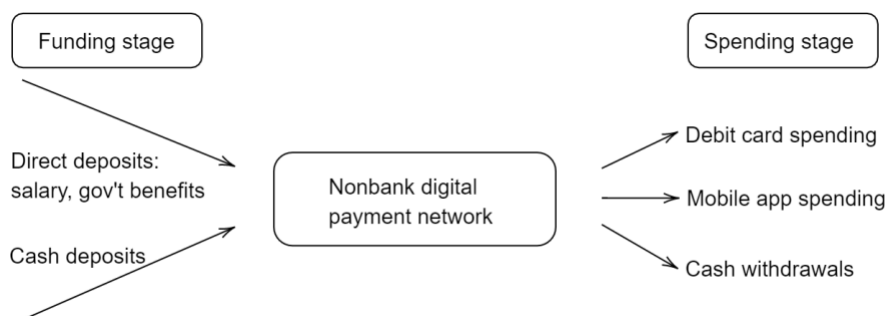 Funding stage
Spending stage
Direct deposits:
salary, gov't benefits
Cash deposits
Nonbank digital
payment network
Debit card spending
Mobile app spending
Cash withdrawals